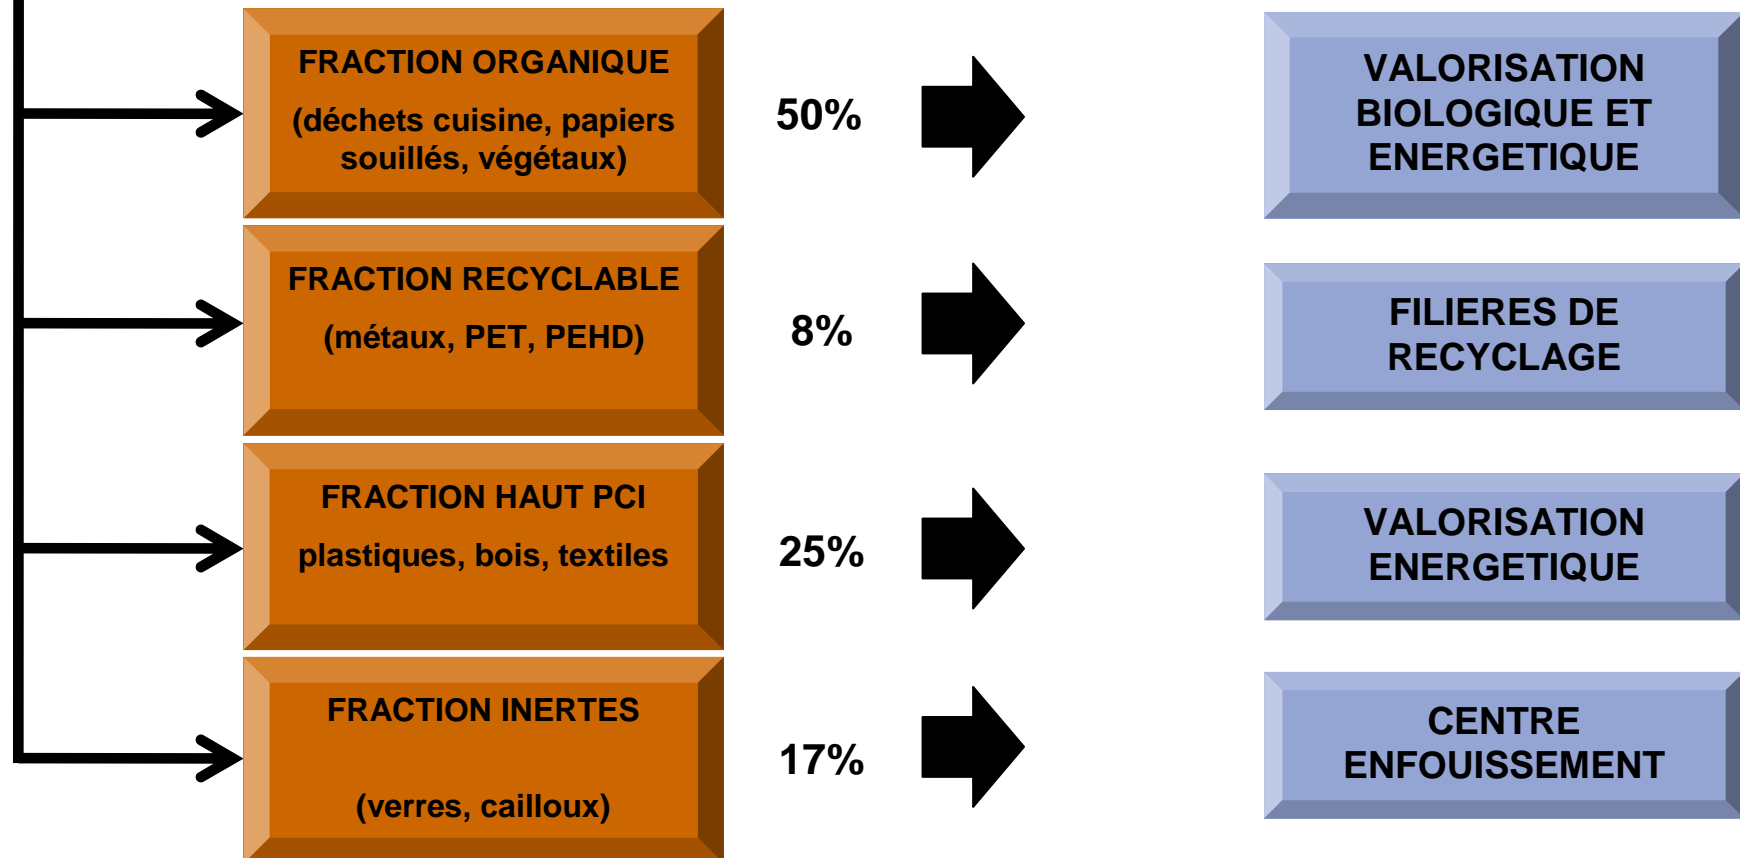 FRACTION ORGANIQUE
(déchets cuisine, papiers
souillés, végétaux)
50%
VALORISATION
BIOLOGIQUE ET
ENERGETIQUE
FRACTION RECYCLABLE
(métaux, PET, PEHD)
8%
FILIERES DE
RECYCLAGE
FRACTION HAUT PCI
plastiques, bois, textiles
25%
VALORISATION
ENERGETIQUE
FRACTION INERTES
(verres, cailloux)
17%
CENTRE
ENFOUISSEMENT